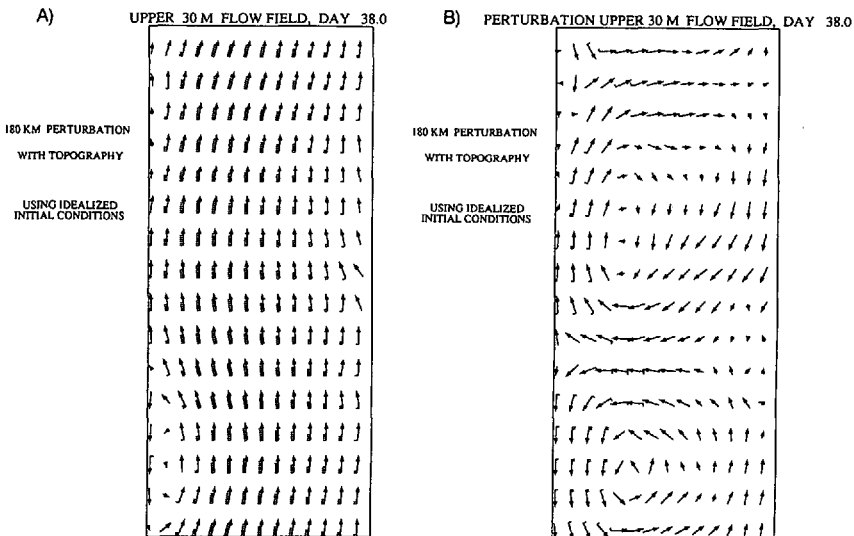 A)
UPPER 30 M FLOW FIELD, DAY 38.0
180 KM PERTURBATION
WITH TOPOGRAPHY
USING IDEALIZED
INITIAL CONDITIONS
B)
PERTURBATION UPPER 30 M FLOW FIELD, DAY 38.0
180 KM PERTURBATION
WITH TOPOGRAPHY
USING IDEALIZED
INITIAL CONDITIONS